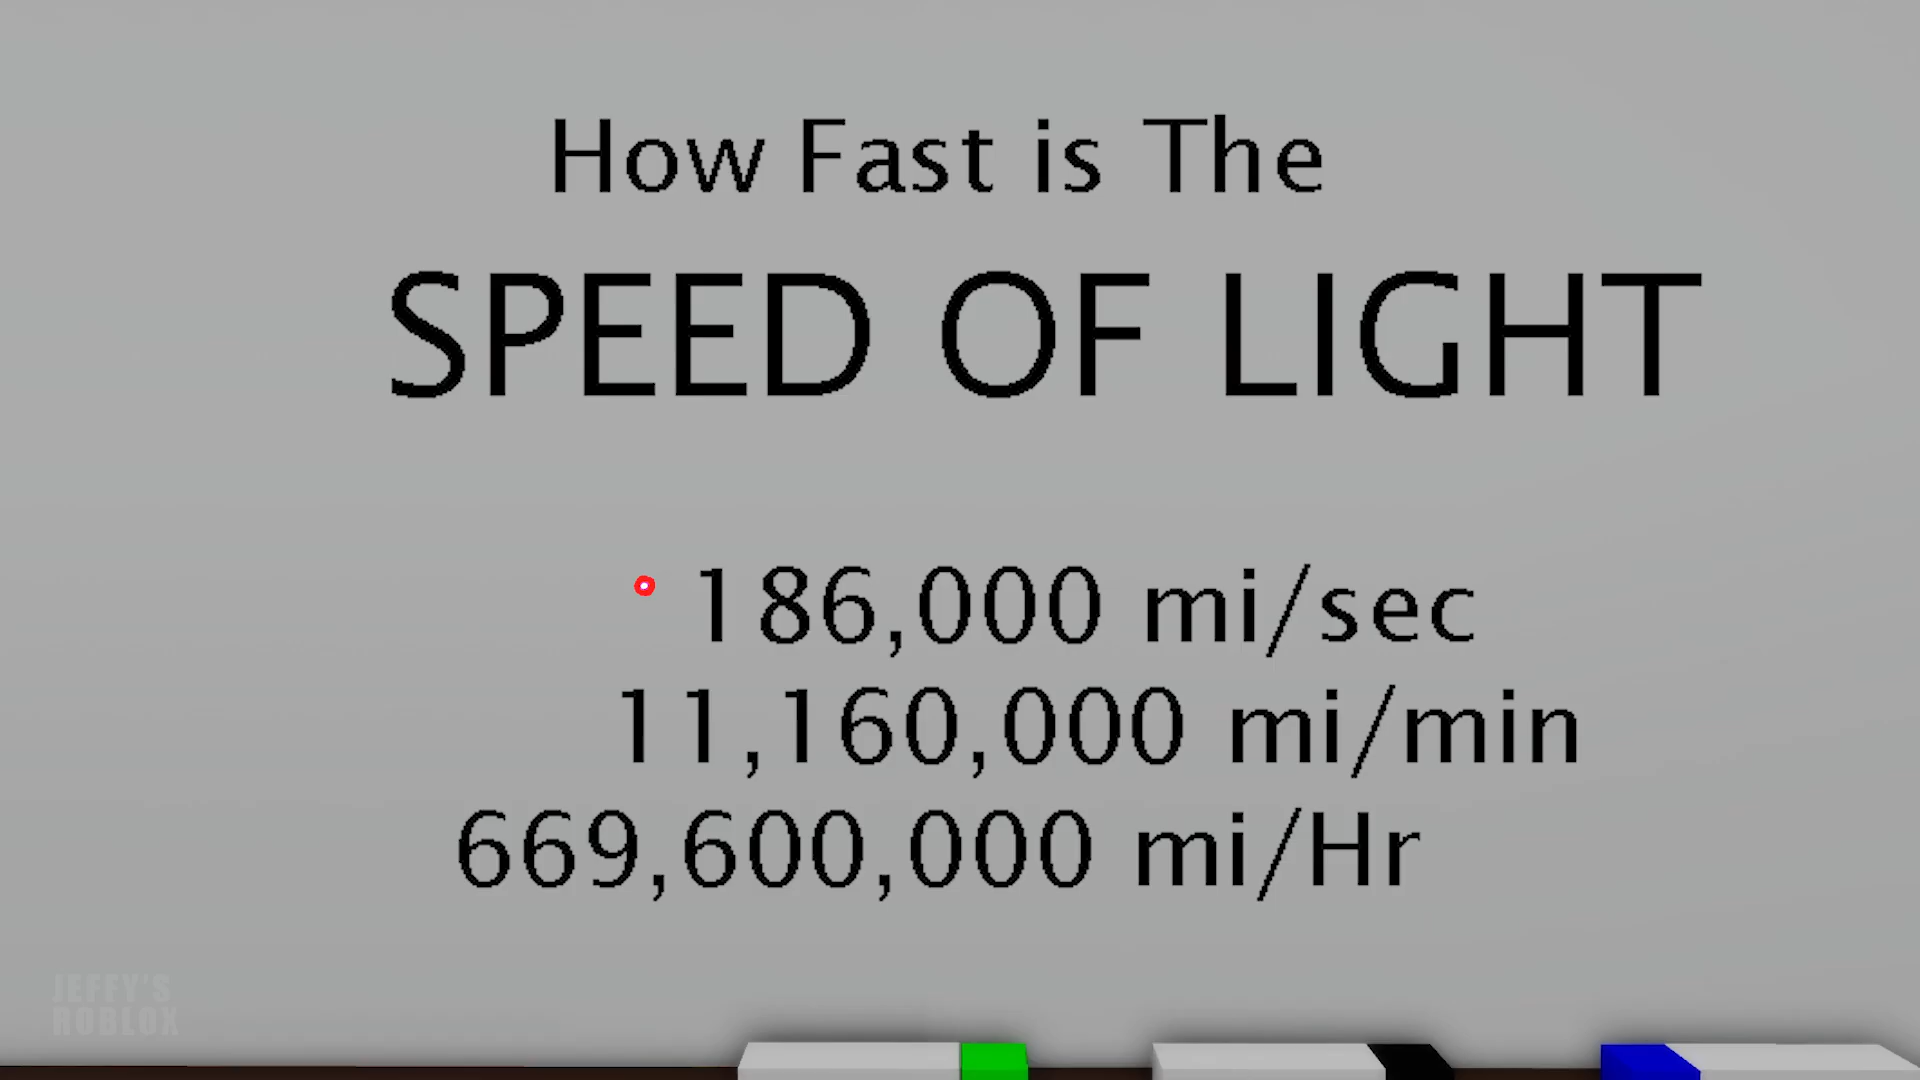 How Fast is The
SPEED OF LIGHT
186,000 mi/sec
11,160,000 mi/min
669,600,000 mi/Hr
JEFFY'S
ROBLOX